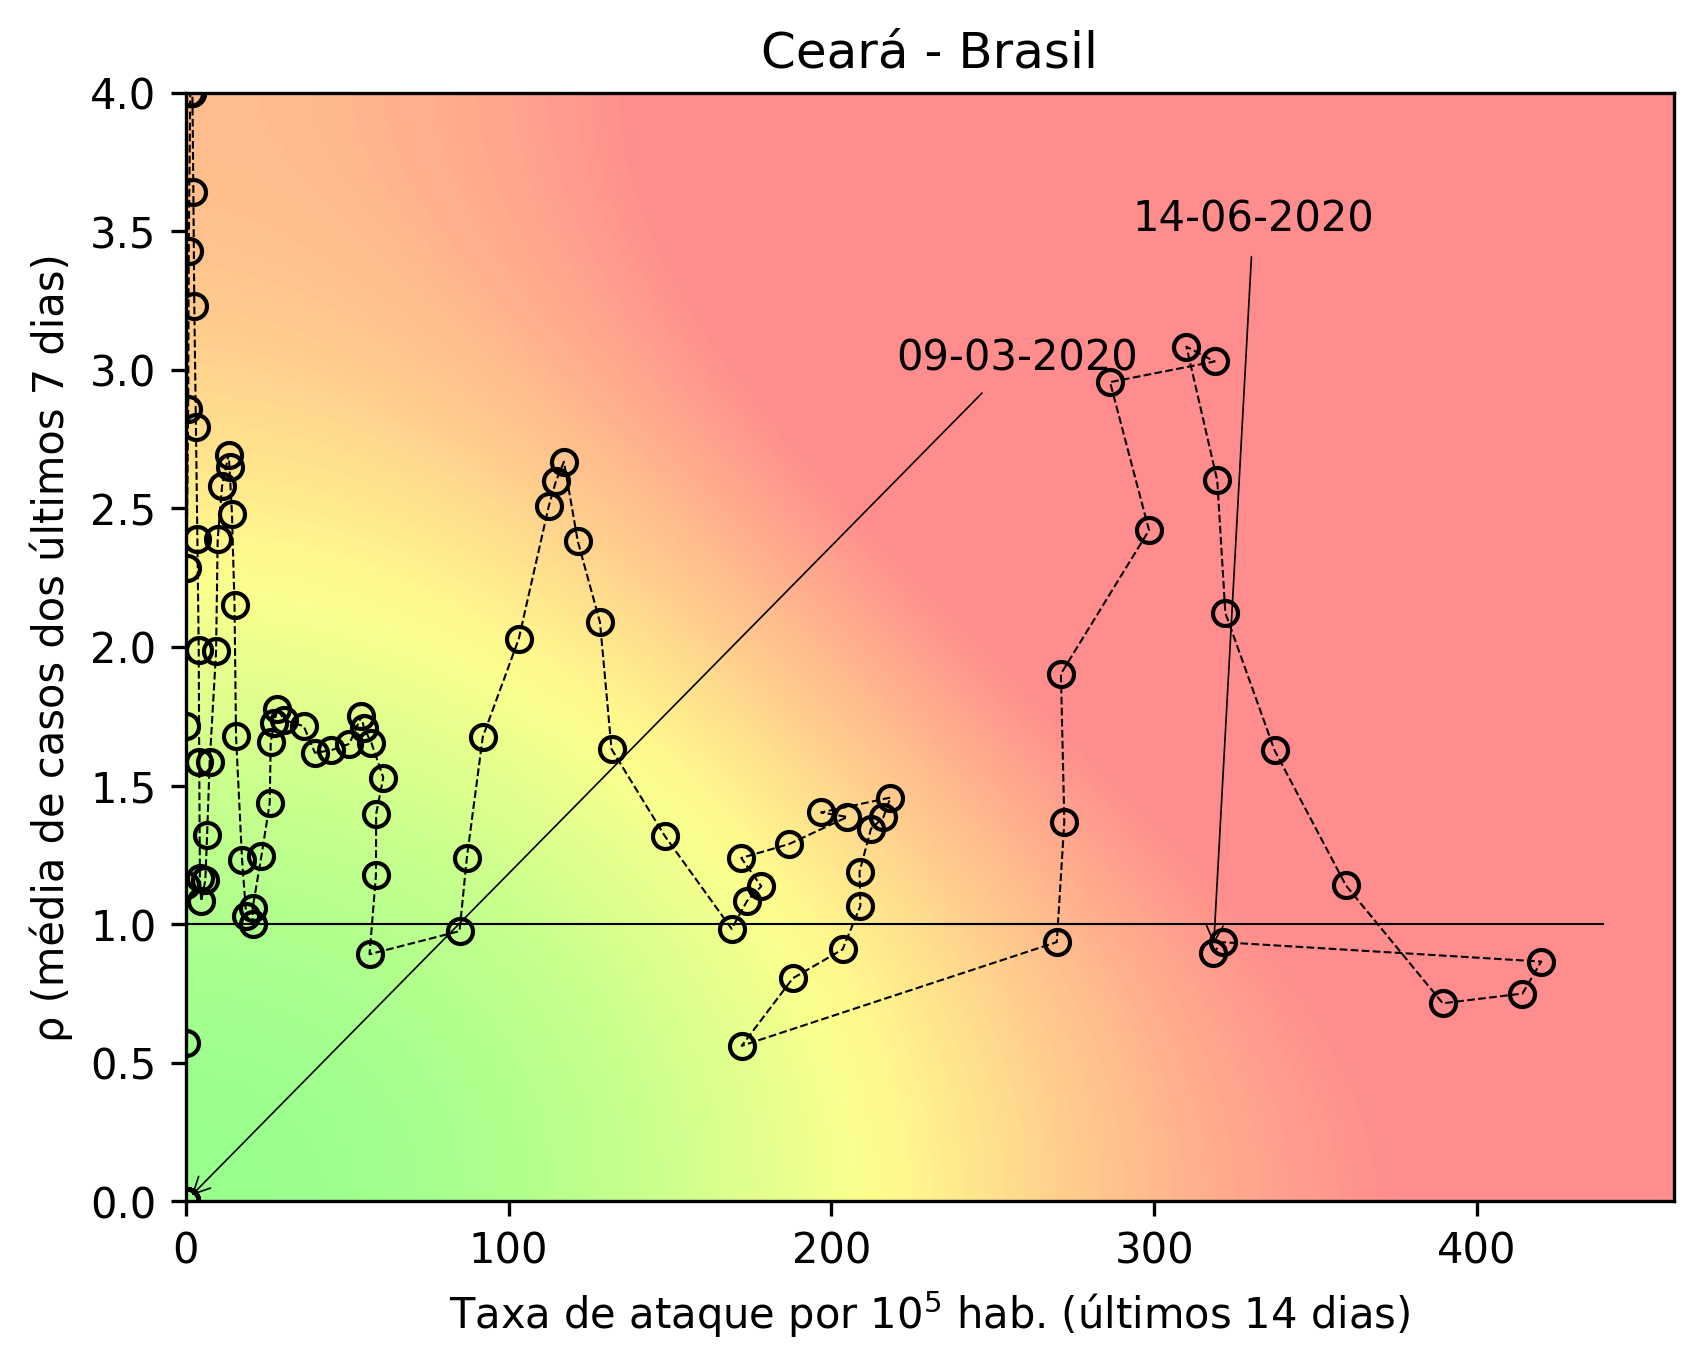 Ceará - Brasil
4.0
3.5
3.0
2.5
2.0
1.5
1.0
0.5
0.0
ρ (média de casos dos últimos 7 dias)
14-06-2020
09-03-2020
0 100 200 300 400
Taxa de ataque por 10⁵ hab. (últimos 14 dias)